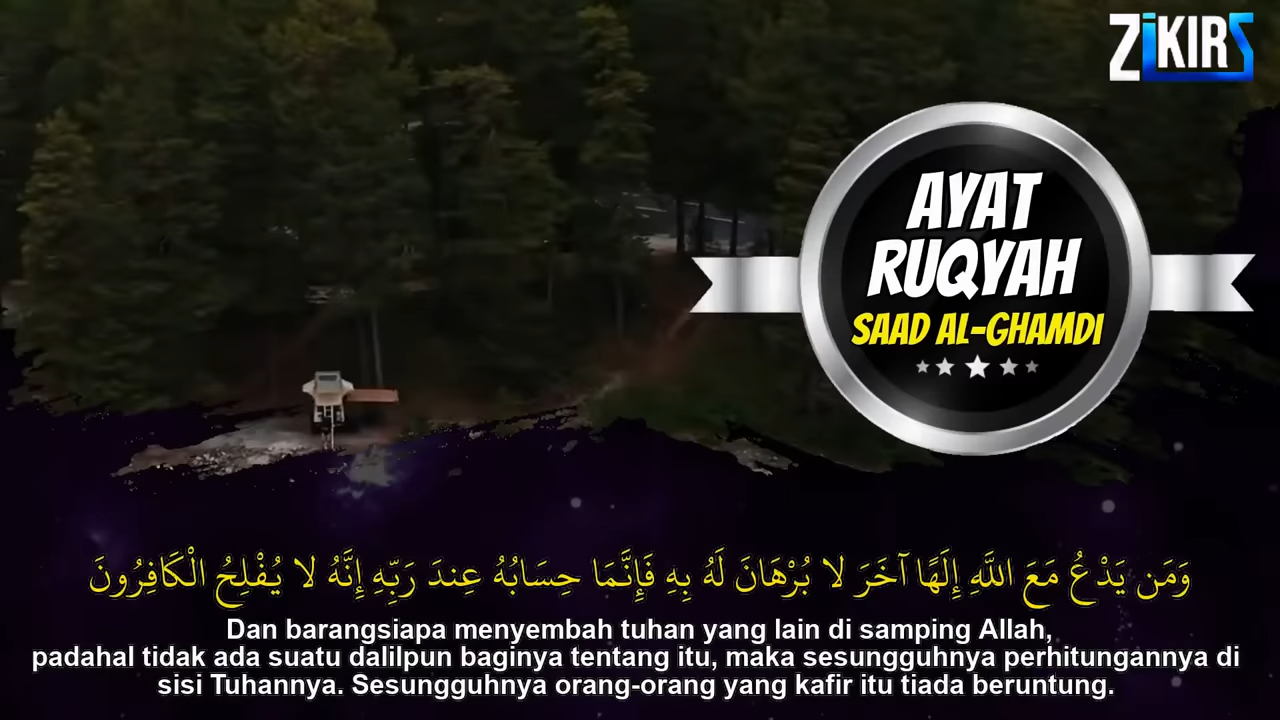 ZiKIRS
AYAT
RUQYAH
SAAD AL-GHAMDI
وَمَن يَدْعُ مَعَ اللَّهِ إِلَهًا آخَرَ لا بُرْهَانَ لَهُ بِهِ فَإِنَّمَا حِسَابُهُ عِندَ رَبِّهِ إِنَّهُ لا يُفْلِحُ الْكَافِرُونَ
Dan barangsiapa menyembah tuhan yang lain di samping Allah,
padahal tidak ada suatu dalilpun baginya tentang itu, maka sesungguhnya perhitungannya di
sisi Tuhannya. Sesungguhnya orang-orang yang kafir itu tiada beruntung.